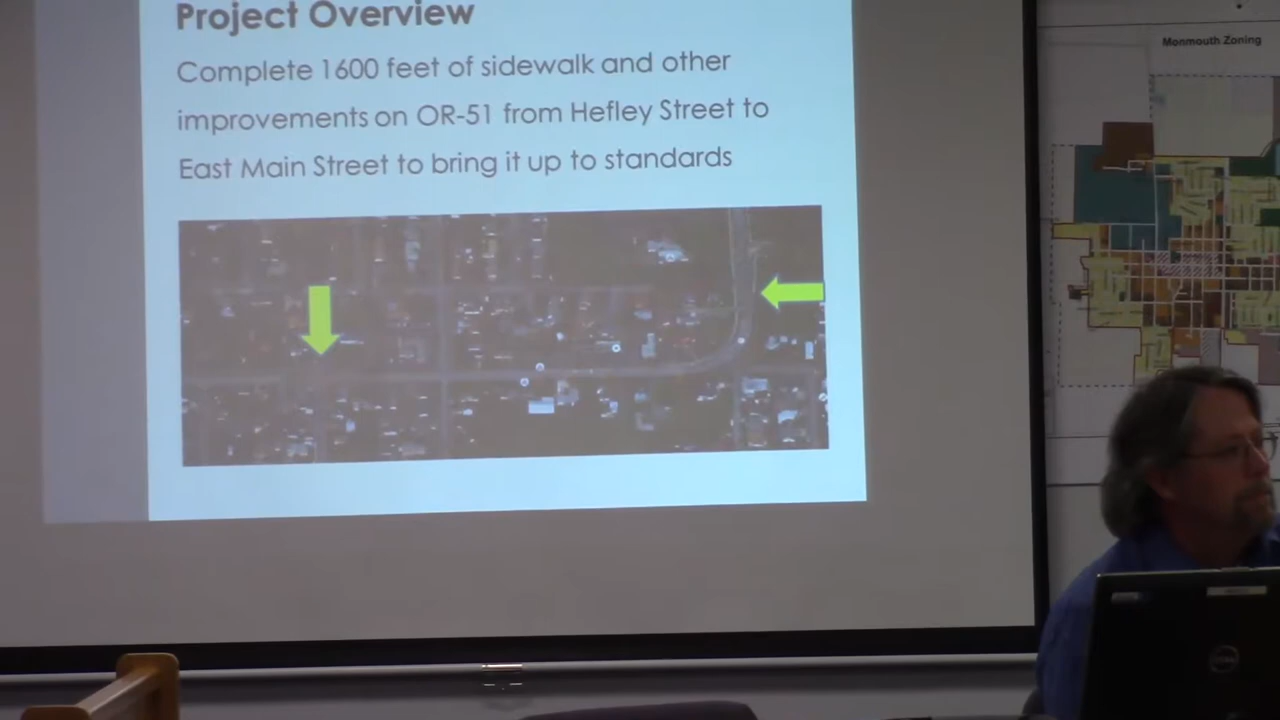 Project Overview
Complete 1600 feet of sidewalk and other
improvements on OR-51 from Hefley Street to
East Main Street to bring it up to standards
Monmouth Zoning
DELL